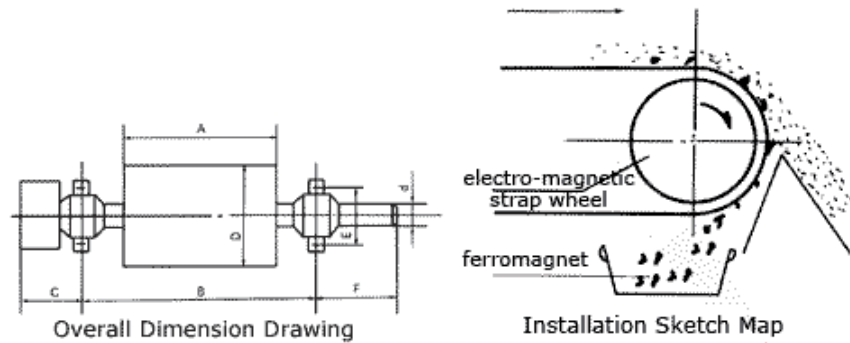 A
d
D
E
C
B
F
Overall Dimension Drawing
electro-magnetic
strap wheel
ferromagnet
Installation Sketch Map